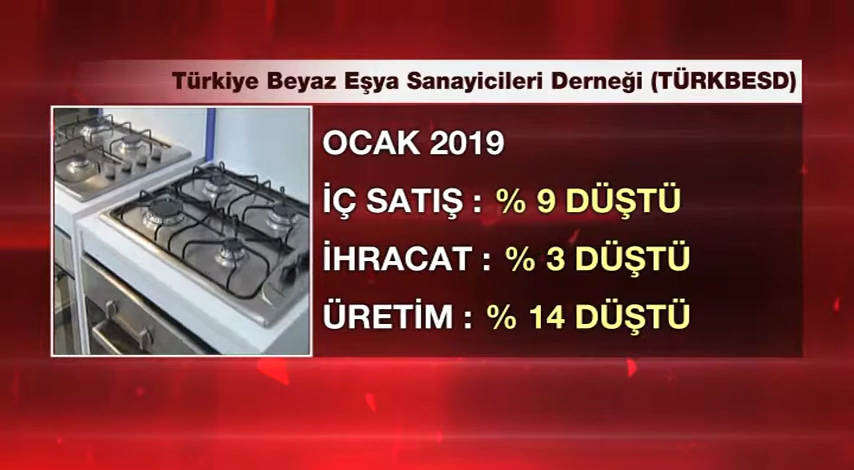 Türkiye Beyaz Eşya Sanayicileri Derneği (TÜRKBESD)
OCAK 2019
İÇ SATIŞ : % 9 DÜŞTÜ
İHRACAT : % 3 DÜŞTÜ
ÜRETİM : % 14 DÜŞTÜ